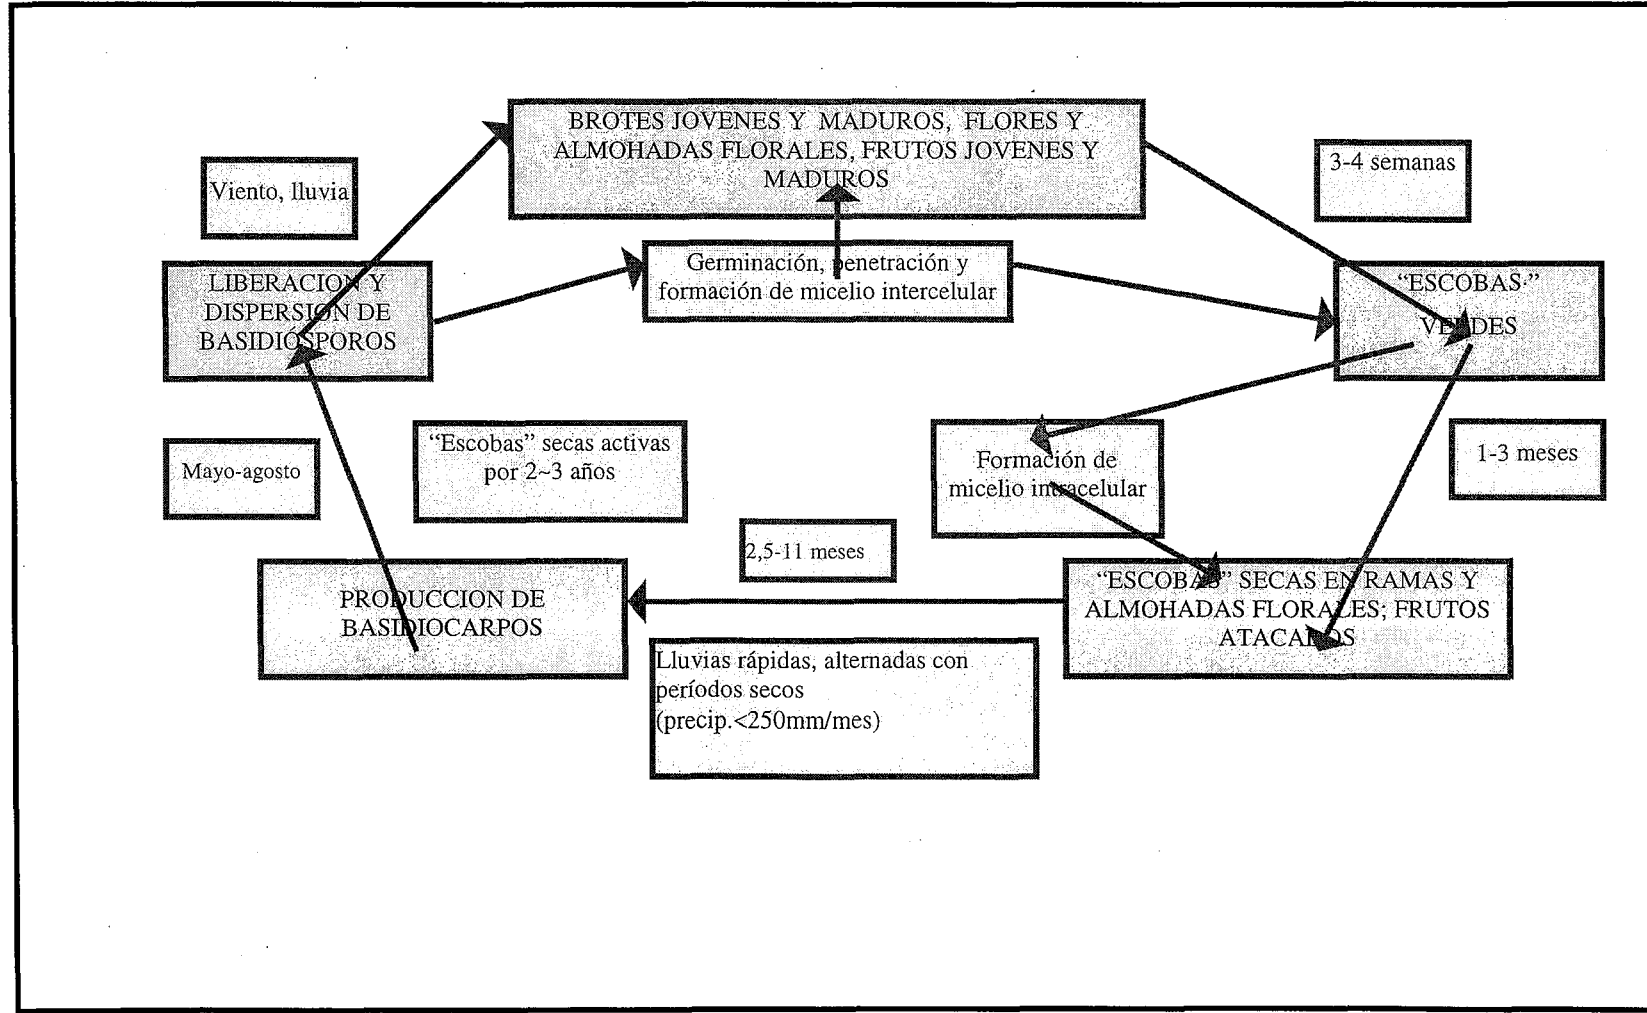 BROTES JOVENES Y MADUROS, FLORES Y
ALMOHADAS FLORALES, FRUTOS JOVENES Y
MADUROS
3-4 semanas
Viento, lluvia
Germinación, penetración y
formación de micelio intercelular
LIBERACION Y
DISPERSION DE
BASIDIÓSPOROS
“ESCOBAS·”
VERDES
“Escobas” secas activas
por 2~3 años
Mayo-agosto
Formación de
micelio intracelular
1-3 meses
2,5-11 meses
PRODUCCION DE
BASIDIOCARPOS
“ESCOBAS” SECAS EN RAMAS Y
ALMOHADAS FLORALES; FRUTOS
ATACADOS
Lluvias rápidas, alternadas con
períodos secos
(precip.<250mm/mes)